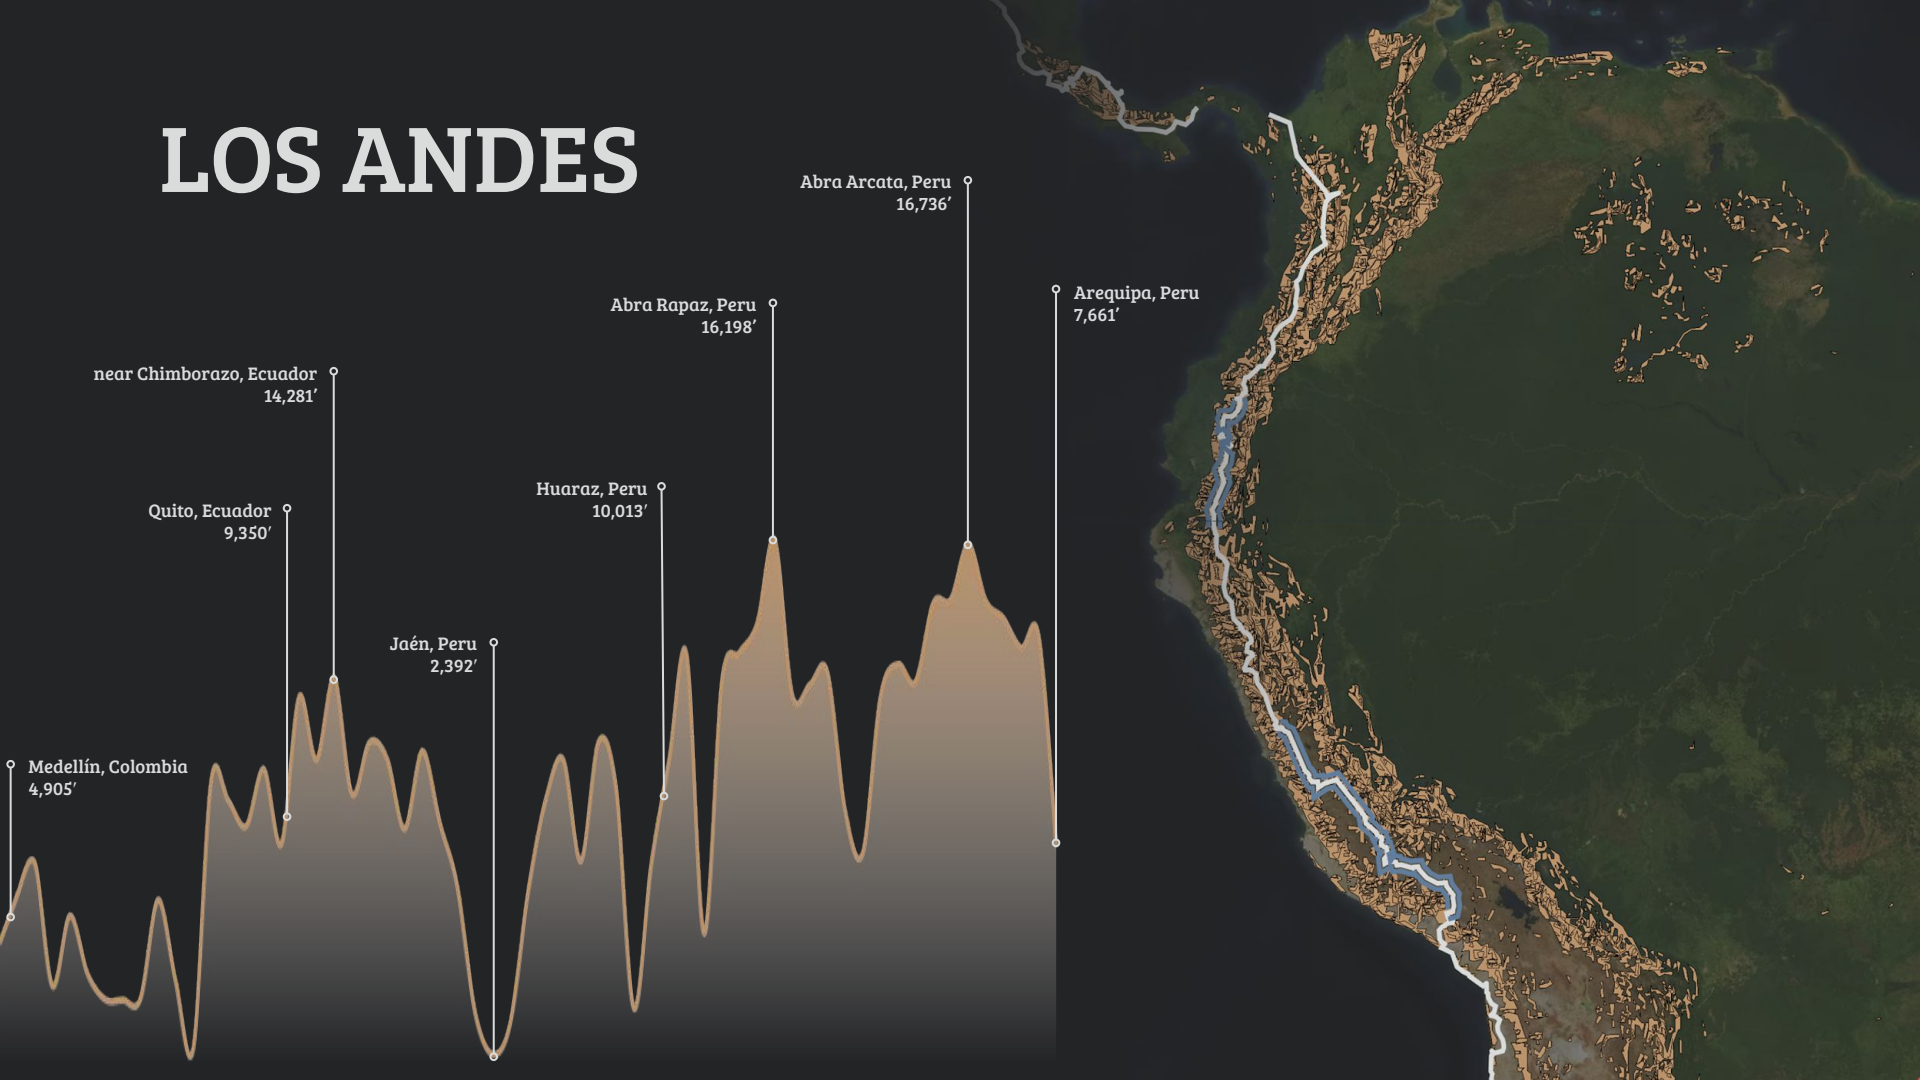 LOS ANDES
Abra Arcata, Peru
16,736′
Arequipa, Peru
7,661′
Abra Rapaz, Peru
16,198′
near Chimborazo, Ecuador
14,281′
Huaraz, Peru
10,013′
Quito, Ecuador
9,350′
Jaén, Peru
2,392′
Medellín, Colombia
4,905′